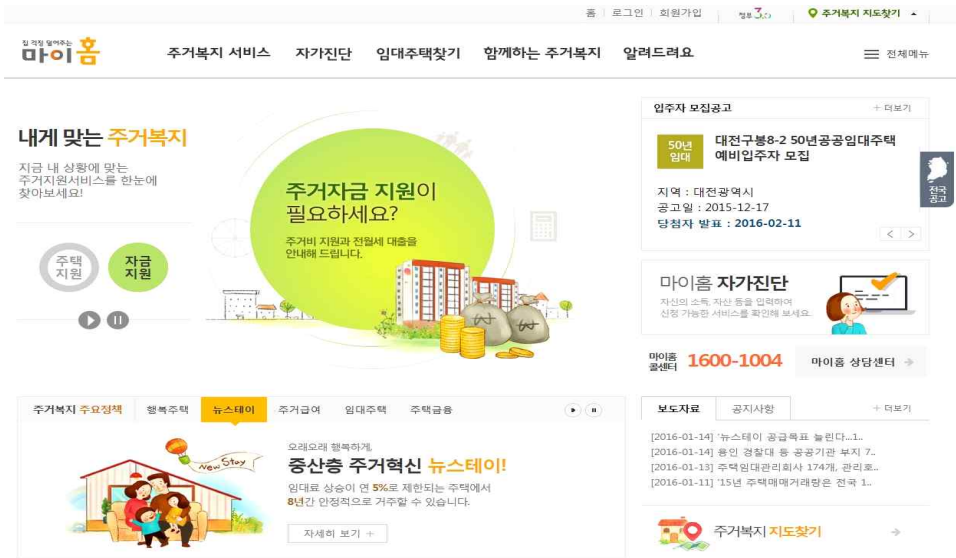 홈 로그인 회원가입 정부3.0 주거복지 지도찾기
집 걱정 덜어주는
마이홈
주거복지 서비스 자가진단 임대주택찾기 함께하는 주거복지 알려드려요 전체메뉴
내게 맞는 주거복지
지금 내 상황에 맞는
주거지원서비스를 한눈에
찾아보세요!
주택
지원
자금
지원
주거자금 지원이
필요하세요?
주거비 지원과 전월세 대출을
안내해 드립니다.
입주자 모집공고 + 더보기
50년
임대
대전구봉8-2 50년공공임대주택
예비입주자 모집
지역 : 대전광역시
공고일 : 2015-12-17
당첨자 발표 : 2016-02-11
< >
전국
공고
마이홈 자가진단
자신의 소득, 자산 등을 입력하여
신청 가능한 서비스를 확인해 보세요.
마이홈
콜센터
1600-1004
마이홈 상담센터
주거복지 주요정책 행복주택 뉴스테이 주거급여 임대주택 주택금융
New Stay
오래오래 행복하게,
중산층 주거혁신 뉴스테이!
임대료 상승이 연 5%로 제한되는 주택에서
8년간 안정적으로 거주할 수 있습니다.
자세히 보기 +
보도자료 공지사항 + 더보기
[2016-01-14] '뉴스테이 공급목표 늘린다...1..
[2016-01-14] 용인 경찰대 등 공공기관 부지 7..
[2016-01-13] 주택임대관리회사 174개, 관리호..
[2016-01-11] '15년 주택매매거래량은 전국 1..
주거복지 지도찾기